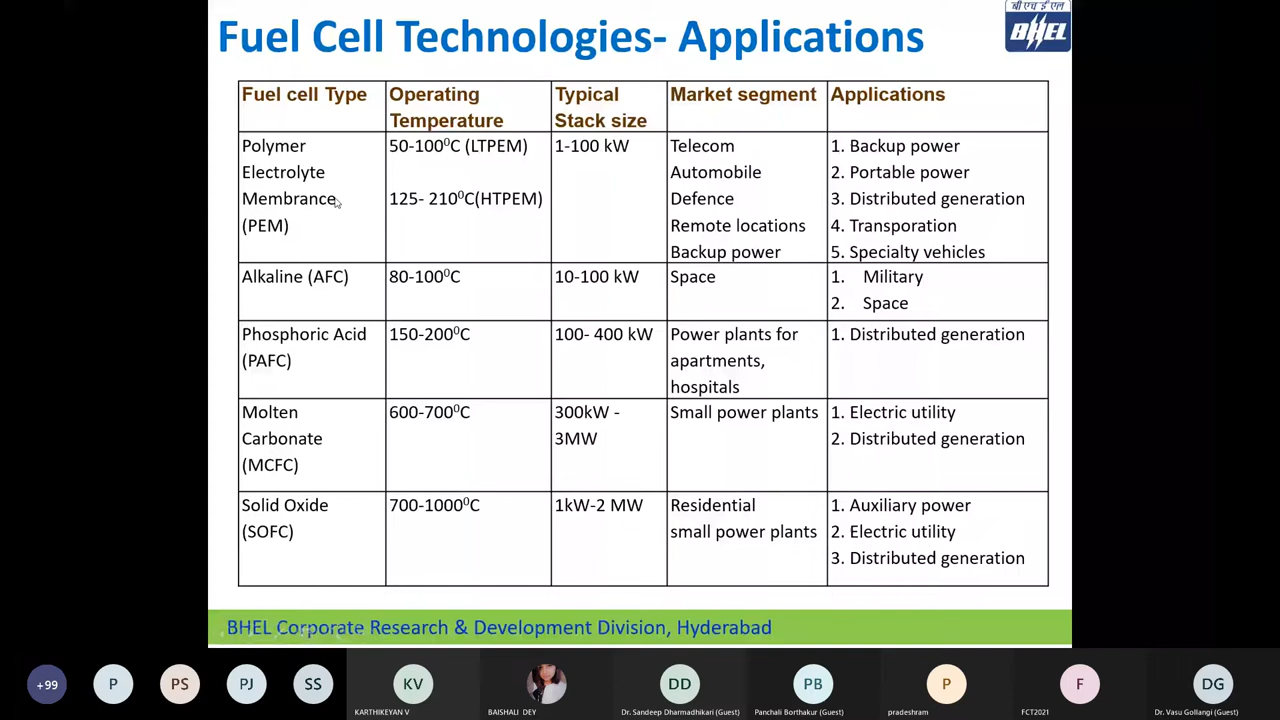 Fuel Cell Technologies- Applications
बी एच ई एल
BHEL
Fuel cell Type
Operating
Temperature
Typical
Stack size
Market segment
Applications
Polymer
Electrolyte
Membrance
(PEM)
50-100⁰C (LTPEM)
125- 210⁰C(HTPEM)
1-100 kW
Telecom
Automobile
Defence
Remote locations
Backup power
1. Backup power
2. Portable power
3. Distributed generation
4. Transporation
5. Specialty vehicles
Alkaline (AFC)
80-100⁰C
10-100 kW
Space
1. Military
2. Space
Phosphoric Acid
(PAFC)
150-200⁰C
100- 400 kW
Power plants for
apartments,
hospitals
1. Distributed generation
Molten
Carbonate
(MCFC)
600-700⁰C
300kW -
3MW
Small power plants
1. Electric utility
2. Distributed generation
Solid Oxide
(SOFC)
700-1000⁰C
1kW-2 MW
Residential
small power plants
1. Auxiliary power
2. Electric utility
3. Distributed generation
BHEL Corporate Research & Development Division, Hyderabad
+99
P
PS
PJ
SS
KV
DD
PB
P
F
DG
KARTHIKEYAN V
BAISHALI DEY
Dr. Sandeep Dharmadhikari (Guest)
Panchali Borthakur (Guest)
pradeshram
FCT2021
Dr. Vasu Gollangi (Guest)